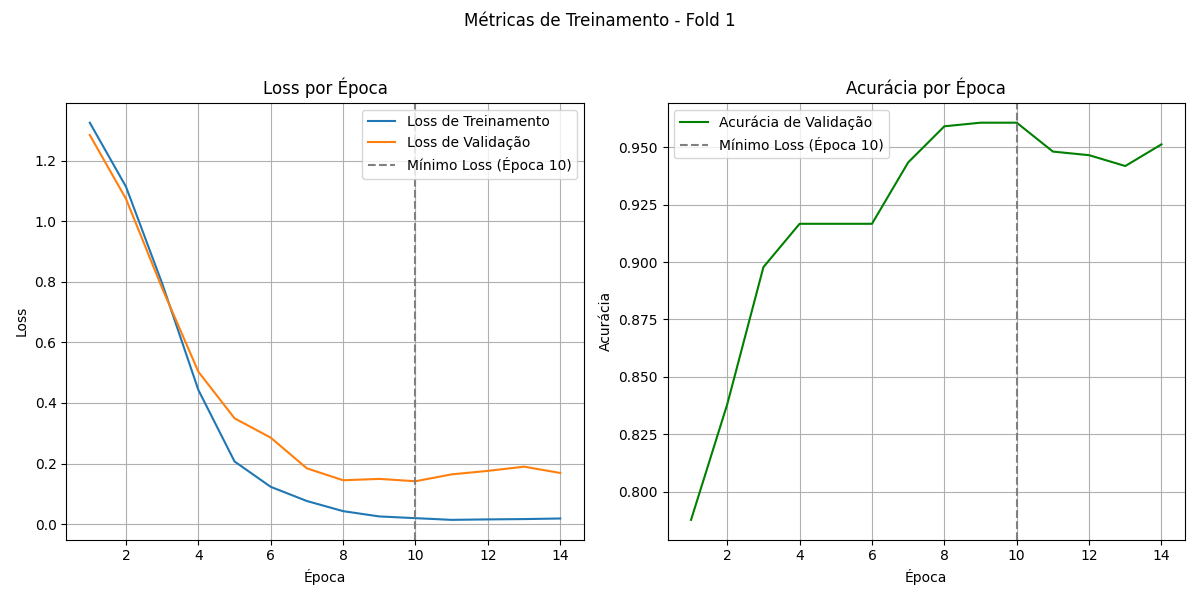 Métricas de Treinamento - Fold 1
Loss por Época
Loss de Treinamento
Loss de Validação
Mínimo Loss (Época 10)
Loss
1.2
1.0
0.8
0.6
0.4
0.2
0.0
2 4 6 8 10 12 14
Época
Acurácia por Época
Acurácia de Validação
Mínimo Loss (Época 10)
Acurácia
0.950
0.925
0.900
0.875
0.850
0.825
0.800
2 4 6 8 10 12 14
Época